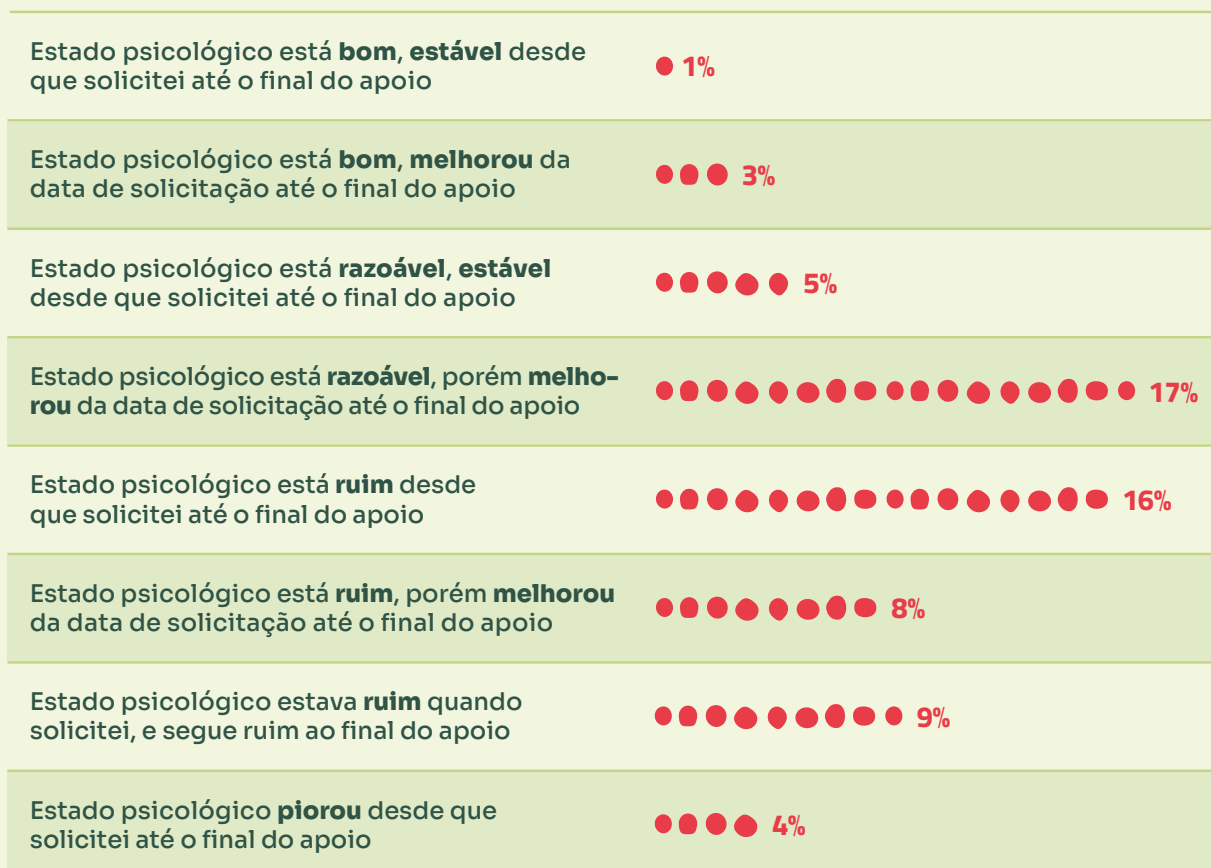 Estado psicológico está bom, estável desde
que solicitei até o final do apoio
1%
Estado psicológico está bom, melhorou da
data de solicitação até o final do apoio
3%
Estado psicológico está razoável, estável
desde que solicitei até o final do apoio
5%
Estado psicológico está razoável, porém melho-
rou da data de solicitação até o final do apoio
17%
Estado psicológico está ruim desde
que solicitei até o final do apoio
16%
Estado psicológico está ruim, porém melhorou
da data de solicitação até o final do apoio
8%
Estado psicológico estava ruim quando
solicitei, e segue ruim ao final do apoio
9%
Estado psicológico piorou desde que
solicitei até o final do apoio
4%